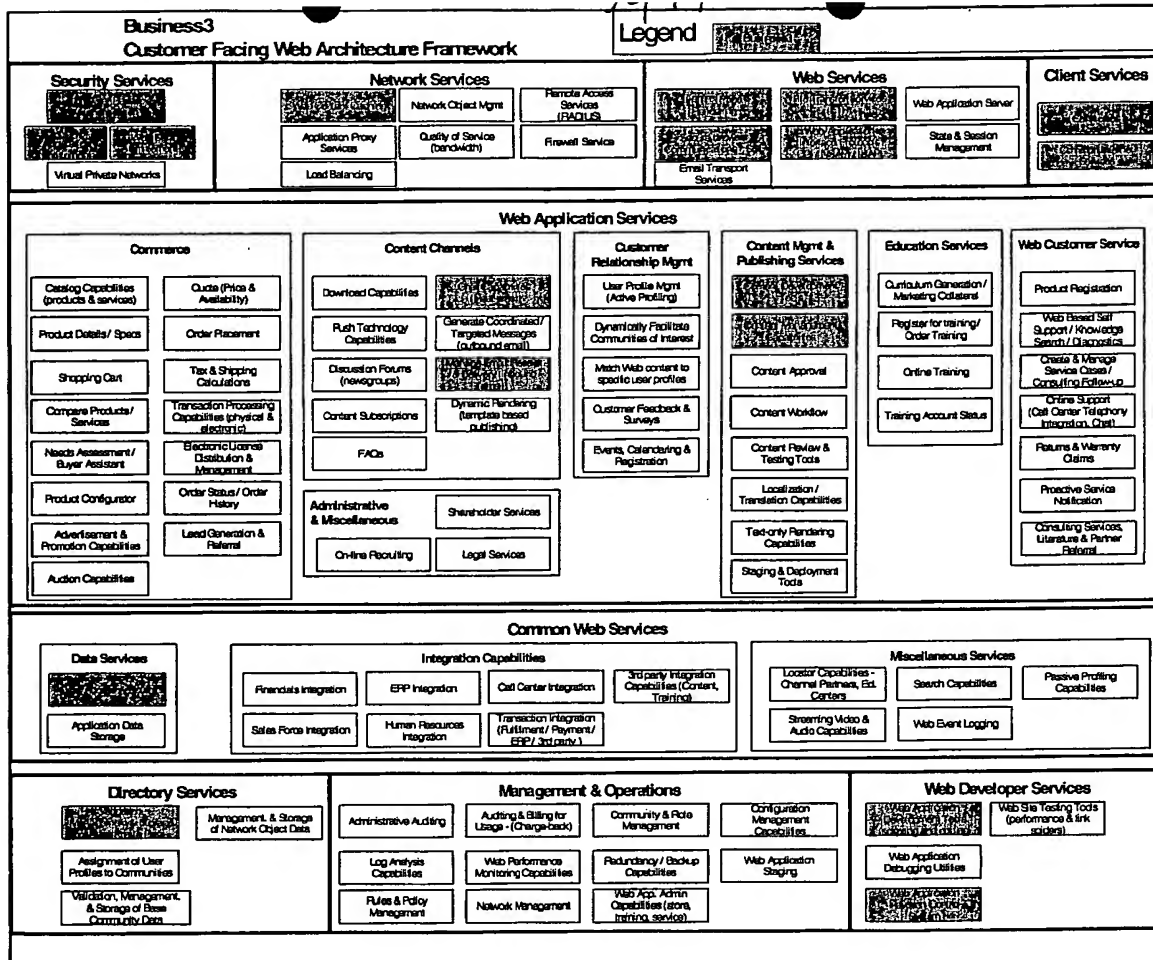 Business3
Customer Facing Web Architecture Framework
Legend
Security Services
Virtual Private Networks
Network Services
Network Object Mgmt
Remote Access
Services
(RADIUS)
Application Proxy
Services
Quality of Service
(bandwidth)
Firewall Service
Load Balancing
Web Services
Web Application Server
State & Session
Management
Email Transport
Services
Client Services
Web Application Services
Commerce
Catalog Capabilities
(products & services)
Quote (Price &
Availability)
Product Details / Specs
Order Placement
Shopping Cart
Tax & Shipping
Calculations
Compare Products /
Services
Transaction Processing
Capabilities (physical &
electronic)
Needs Assessment /
Buyer Assistant
Electronic License
Distribution &
Management
Product Configurator
Order Status / Order
History
Advertisement &
Promotion Capabilities
Lead Generation &
Referral
Auction Capabilities
Content Channels
Download Capabilities
Push Technology
Capabilities
Generate Coordinated /
Targeted Messages
(outbound email)
Discussion Forums
(newsgroups)
Content Subscriptions
Dynamic Rendering
(template based
publishing)
FAQs
Administrative
& Miscellaneous
Shareholder Services
On-line Recruiting
Legal Services
Customer
Relationship Mgmt
User Profile Mgmt
(Active Profiling)
Dynamically Facilitate
Communities of Interest
Match Web content to
specific user profiles
Customer Feedback &
Surveys
Events, Calendaring &
Registration
Content Mgmt &
Publishing Services
Content Approval
Content Workflow
Content Review &
Testing Tools
Localization /
Translation Capabilities
Text-only Rendering
Capabilities
Staging & Deployment
Tools
Education Services
Curriculum Generation /
Marketing Collateral
Register for training/
Order Training
Online Training
Training Account Status
Web Customer Service
Product Registration
Web Based Self
Support / Knowledge
Search / Diagnostics
Create & Manage
Service Cases /
Consulting Follow-up
Online Support
(Call Center Telephony
Integration, Chat)
Returns & Warranty
Claims
Proactive Service
Notification
Consulting Services,
Literature & Partner
Referral
Common Web Services
Data Services
Application Data
Storage
Integration Capabilities
Financials Integration
ERP Integration
Call Center Integration
3rd party Integration
Capabilities (Content,
Training)
Sales Force Integration
Human Resources
Integration
Transaction Integration
(Fulfillment / Payment /
ERP / 3rd party )
Miscellaneous Services
Locator Capabilities -
Channel Partners, Ed.
Centers
Search Capabilities
Passive Profiling
Capabilities
Streaming Video &
Audio Capabilities
Web Event Logging
Directory Services
Management, & Storage
of Network Object Data
Assignment of User
Profiles to Communities
Validation, Management,
& Storage of Base
Community Data
Management & Operations
Administrative Auditing
Auditing & Billing for
Usage - (Charge-back)
Community & Role
Management
Configuration
Management
Capabilities
Log Analysis
Capabilities
Web Performance
Monitoring Capabilities
Redundancy / Backup
Capabilities
Web Application
Staging
Rules & Policy
Management
Network Management
Web App. Admin
Capabilities (store,
training, service)
Web Developer Services
Web Site Testing Tools
(performance & link
spiders)
Web Application
Debugging Utilities